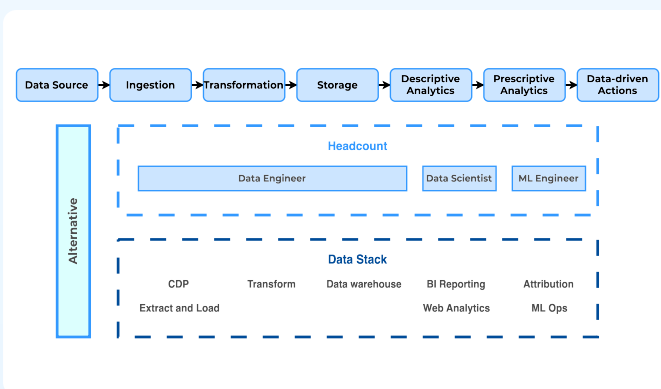 Data Source
Ingestion
Transformation
Storage
Descriptive
Analytics
Prescriptive
Analytics
Data-driven
Actions
Alternative
Headcount
Data Engineer
Data Scientist
ML Engineer
Data Stack
CDP
Transform
Data warehouse
BI Reporting
Attribution
Extract and Load
Web Analytics
ML Ops